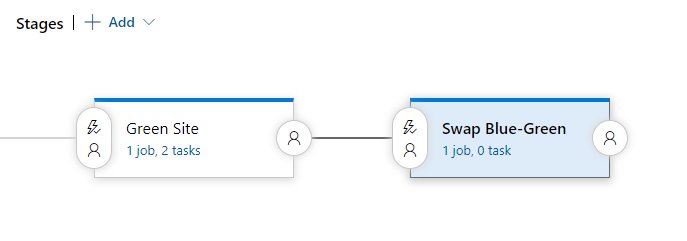 Stages | + Add
Green Site
1 job, 2 tasks
Swap Blue-Green
1 job, 0 task